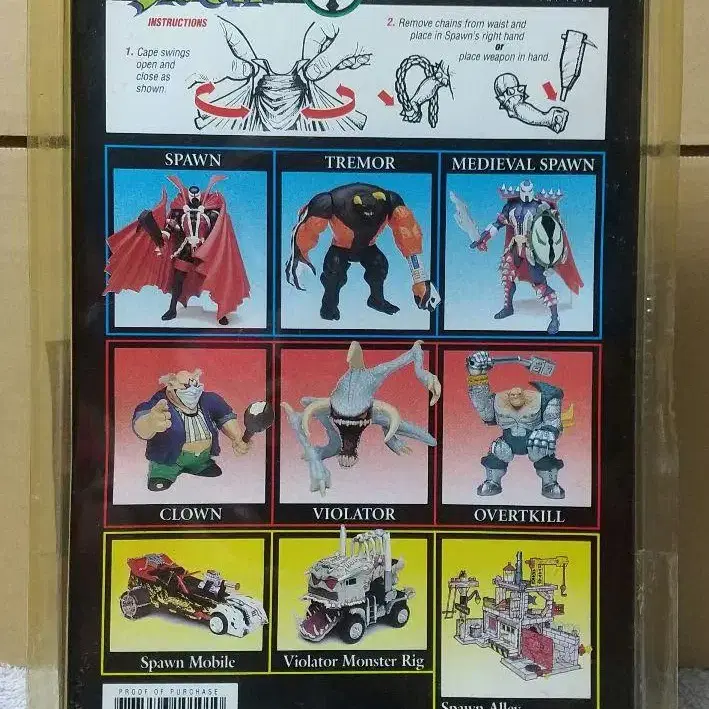 INSTRUCTIONS
1. Cape swings
open and
close as
shown.
2. Remove chains from waist and
place in Spawn's right hand
or
place weapon in hand.
SPAWN
TREMOR
MEDIEVAL SPAWN
CLOWN
VIOLATOR
OVERTKILL
Spawn Mobile
Violator Monster Rig
Spawn Alley
PROOF OF PURCHASE